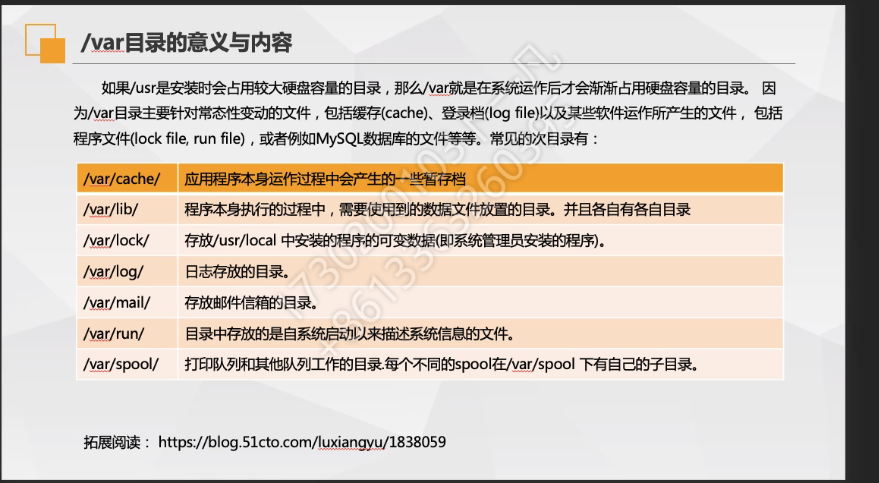 /var目录的意义与内容
如果/usr是安装时会占用较大硬盘容量的目录，那么/var就是在系统运作后才会渐渐占用硬盘容量的目录。 因
为/var目录主要针对常态性变动的文件，包括缓存(cache)、登录档(log file)以及某些软件运作所产生的文件， 包括
程序文件(lock file, run file)，或者例如MySQL数据库的文件等等。常见的次目录有：
/var/cache/ 应用程序本身运作过程中会产生的一些暂存档
/var/lib/ 程序本身执行的过程中，需要使用到的数据文件放置的目录。并且各自有各自目录
/var/lock/ 存放/usr/local 中安装的程序的可变数据(即系统管理员安装的程序)。
/var/log/ 日志存放的目录。
/var/mail/ 存放邮件信箱的目录。
/var/run/ 目录中存放的是自系统启动以来描述系统信息的文件。
/var/spool/ 打印队列和其他队列工作的目录.每个不同的spool在/var/spool 下有自己的子目录。
拓展阅读： https://blog.51cto.com/luxiangyu/1838059